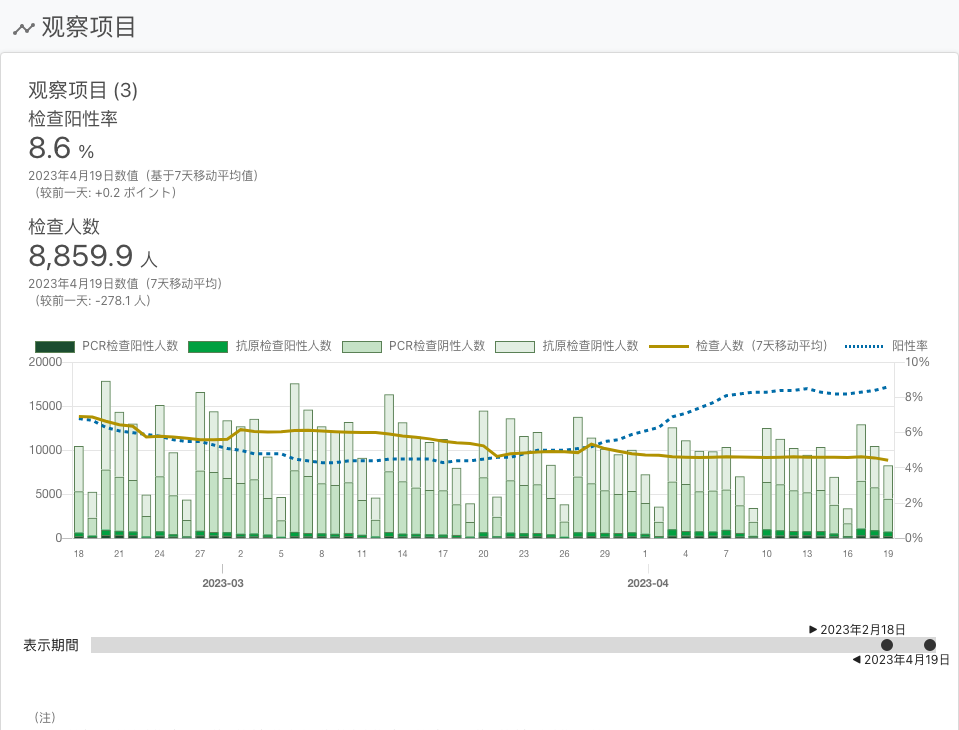 观察项目
观察项目 (3)
检查阳性率
8.6 %
2023年4月19日数值（基于7天移动平均值）
（较前一天: +0.2 ポイント）
检查人数
8,859.9 人
2023年4月19日数值（7天移动平均）
（较前一天: -278.1 人）
PCR检查阳性人数 抗原检查阳性人数 PCR检查阴性人数 抗原检查阴性人数 检查人数（7天移动平均） 阳性率
20000 10%
15000 8%
10000 6%
5000 4%
0 2%
0%
18 21 24 27 2 5 8 11 14 17 20 23 26 29 1 4 7 10 13 16 19
2023-03 2023-04
▶ 2023年2月18日
表示期間
◀ 2023年4月19日
（注）